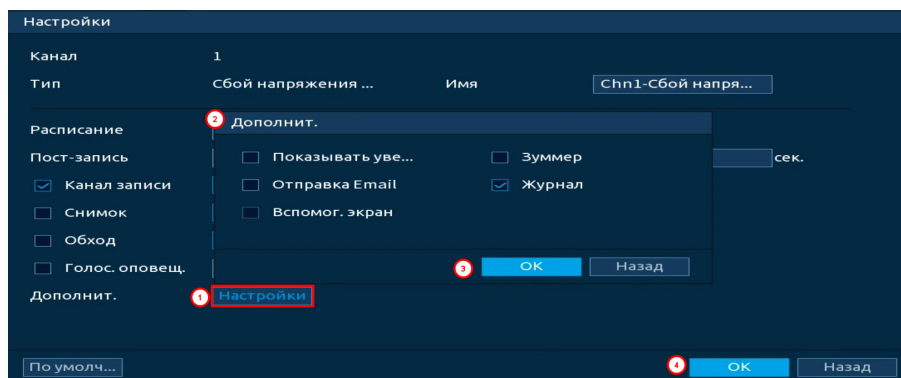 Настройки
Канал 1
Тип Сбой напряжения ... Имя Chn1-Сбой напря...
Расписание
2 Дополнит.
Пост-запись сек.
Показывать уве... Зуммер
Канал записи
Отправка Email Журнал
Снимок
Вспомог. экран
Обход
Голос. оповещ.
3 OK Назад
Дополнит. 1 Настройки
По умолч... 4 OK Назад